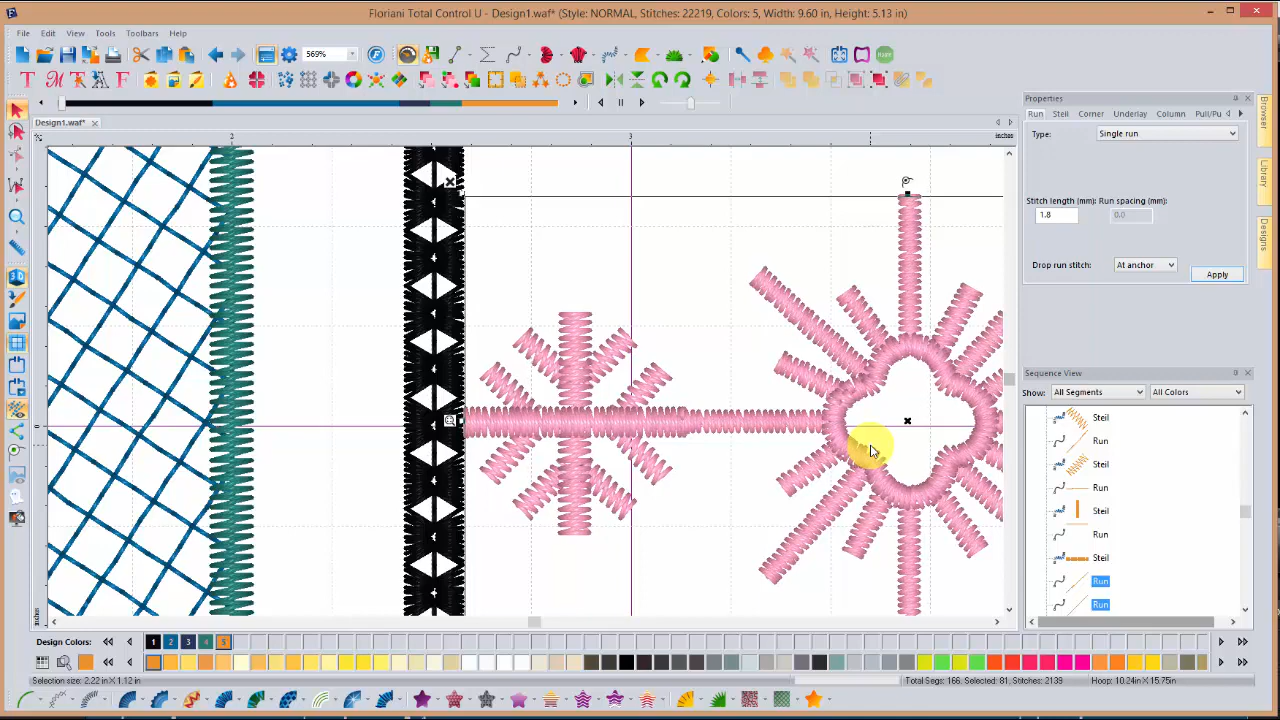 Floriani Total Control U - Design1.waf* (Style: NORMAL, Stitches: 22219, Colors: 5, Width: 9.60 in, Height: 5.13 in)
File Edit View Tools Toolbars Help
569%
Design1.waf*
2 3 inches
inches
Properties
Run Steil Corner Underlay Column Pull/Pu
Type: Single run
Stitch length (mm): Run spacing (mm):
1.8 0.0
Drop run stitch: At anchor Apply
Browser
Library
Designs
Sequence View
Show: All Segments All Colors
Steil
Run
Steil
Run
Steil
Run
Steil
Run
Run
Design Colors: 1 2 3 4 5
Selection size: 2.22 in 1.12 in Total Segs: 166, Selected: 81, Stitches: 2139 Hoop: 10.24in X 15.75in